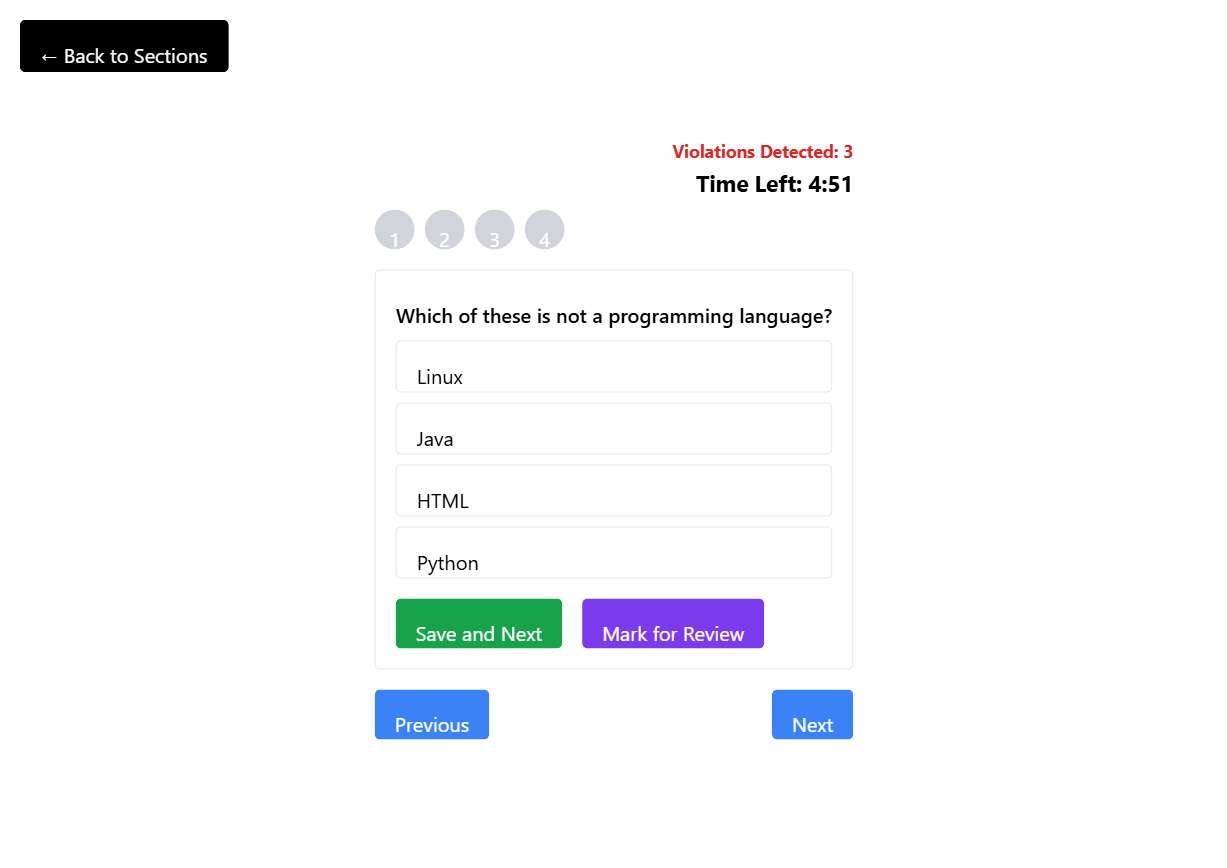 ← Back to Sections
Violations Detected: 3
Time Left: 4:51
1 2 3 4
Which of these is not a programming language?
Linux
Java
HTML
Python
Save and Next Mark for Review
Previous Next